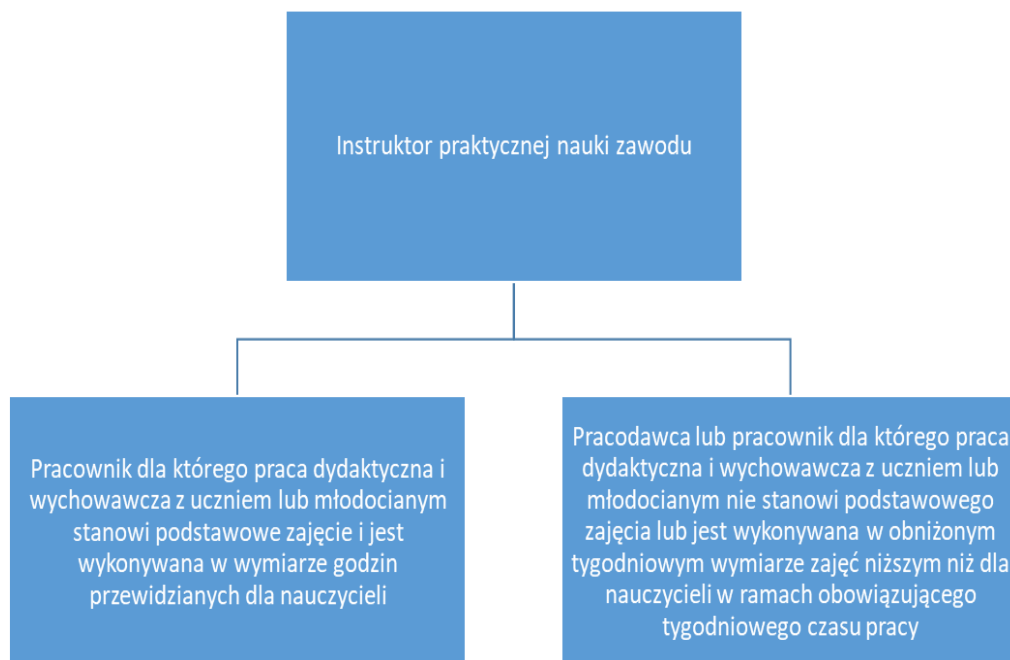 Instruktor praktycznej nauki zawodu
Pracownik dla którego praca dydaktyczna i
wychowawcza z uczniem lub młodocianym
stanowi podstawowe zajęcie i jest
wykonywana w wymiarze godzin
przewidzianych dla nauczycieli
Pracodawca lub pracownik dla którego praca
dydaktyczna i wychowawcza z uczniem lub
młodocianym nie stanowi podstawowego
zajęcia lub jest wykonywana w obniżonym
tygodniowym wymiarze zajęć niższym niż dla
nauczycieli w ramach obowiązującego
tygodniowego czasu pracy